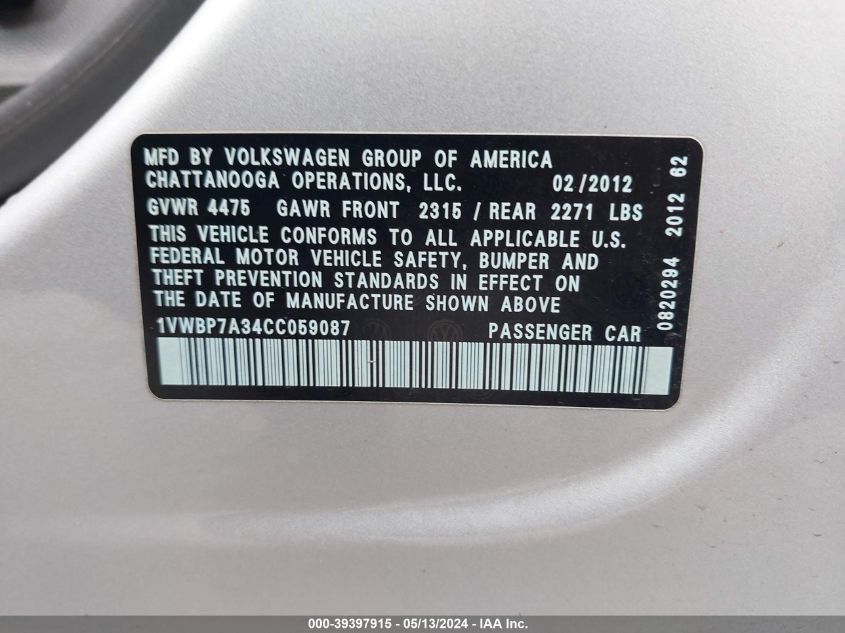 MFD BY VOLKSWAGEN GROUP OF AMERICA
CHATTANOOGA OPERATIONS, LLC. 02/2012
GVWR 4475 GAWR FRONT 2315 / REAR 2271 LBS
THIS VEHICLE CONFORMS TO ALL APPLICABLE U.S.
FEDERAL MOTOR VEHICLE SAFETY, BUMPER AND
THEFT PREVENTION STANDARDS IN EFFECT ON
THE DATE OF MANUFACTURE SHOWN ABOVE
1VWBP7A34CC059087 PASSENGER CAR
0820294 2012 62
000-39397915 / 05/13/2024 - IAA Inc.